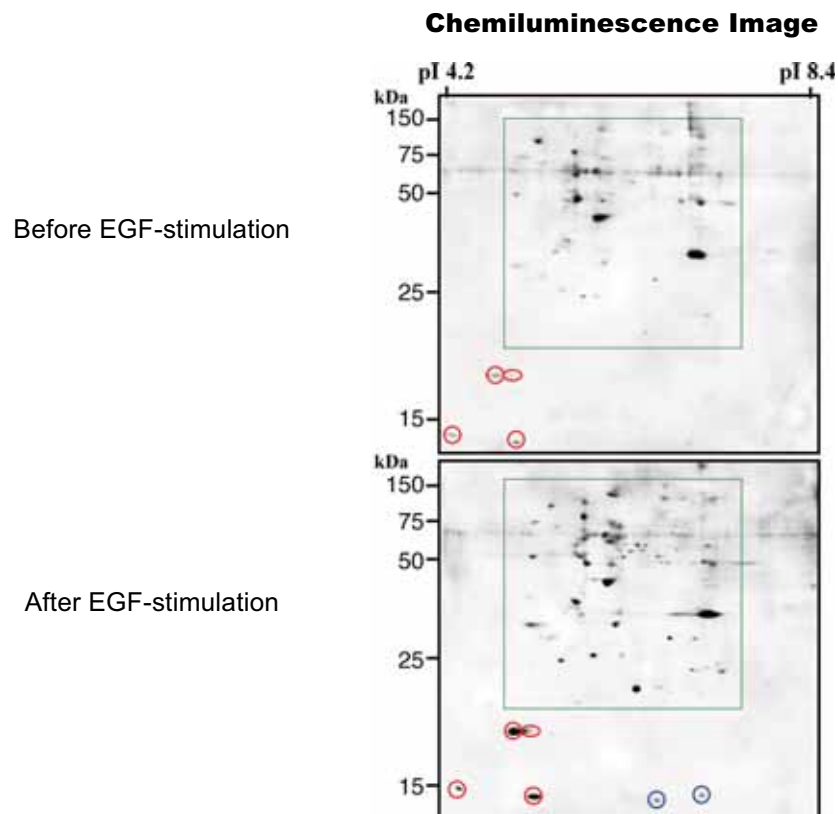 Chemiluminescence Image
pI 4.2 pI 8.4
kDa
150
75
50
25
15
Before EGF-stimulation
kDa
150
75
50
25
15
After EGF-stimulation